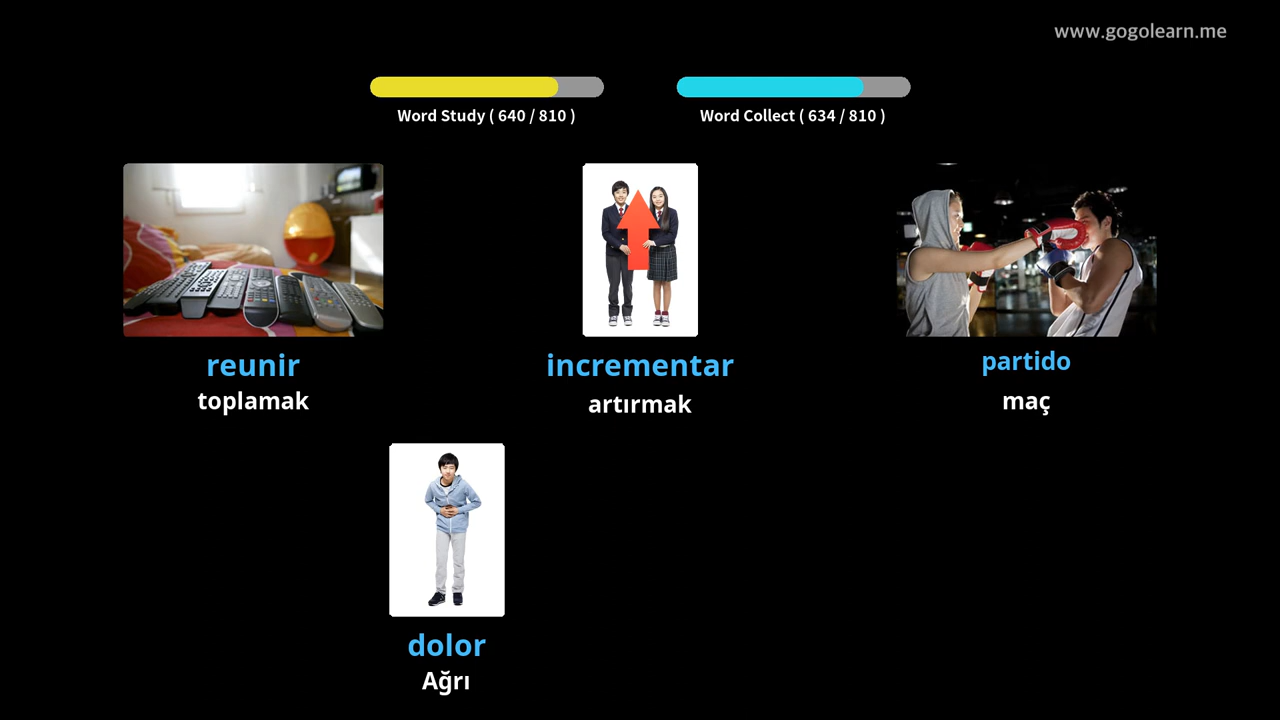 www.gogolearn.me
Word Study ( 640 / 810 )
Word Collect ( 634 / 810 )
reunir
toplamak
incrementar
artırmak
partido
maç
dolor
Ağrı